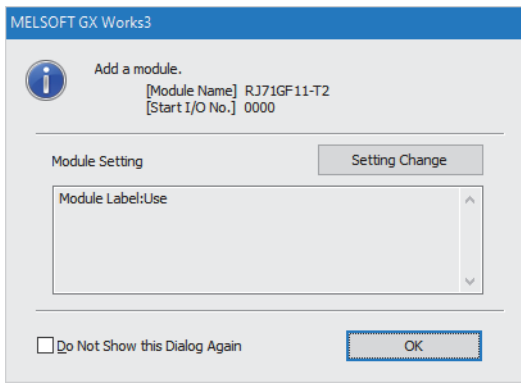 MELSOFT GX Works3
Add a module.
[Module Name] RJ71GF11-T2
[Start I/O No.] 0000
Module Setting
Setting Change
Module Label:Use
Do Not Show this Dialog Again
OK